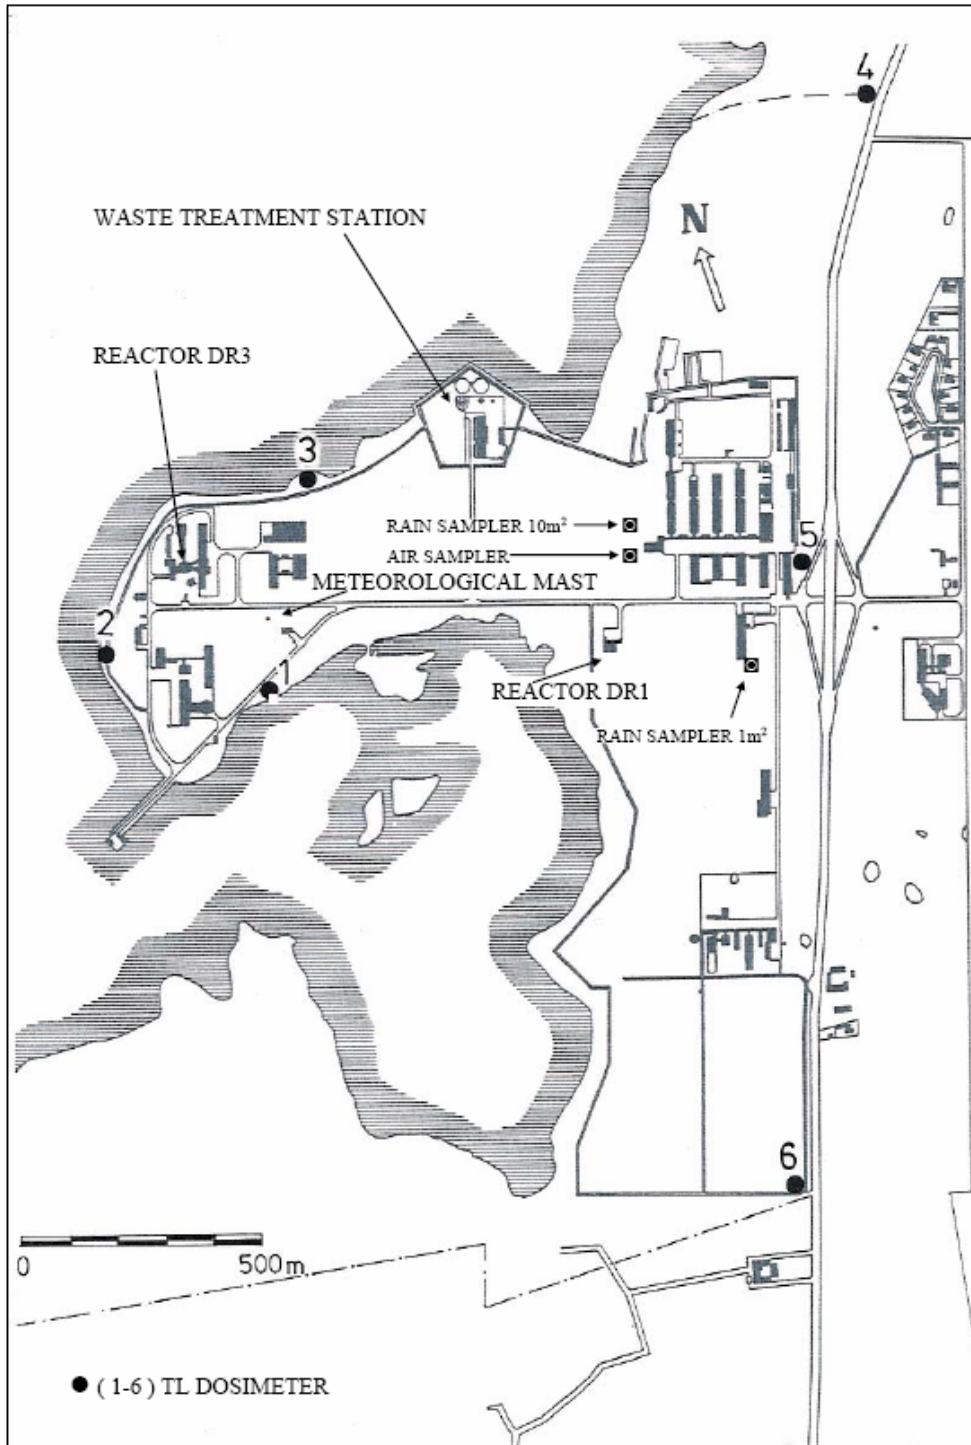 4
WASTE TREATMENT STATION
N
REACTOR DR3
3
RAIN SAMPLER 10m²
5
AIR SAMPLER
METEOROLOGICAL MAST
2
1
REACTOR DR1
RAIN SAMPLER 1m²
6
0 500m
( 1-6 ) TL DOSIMETER